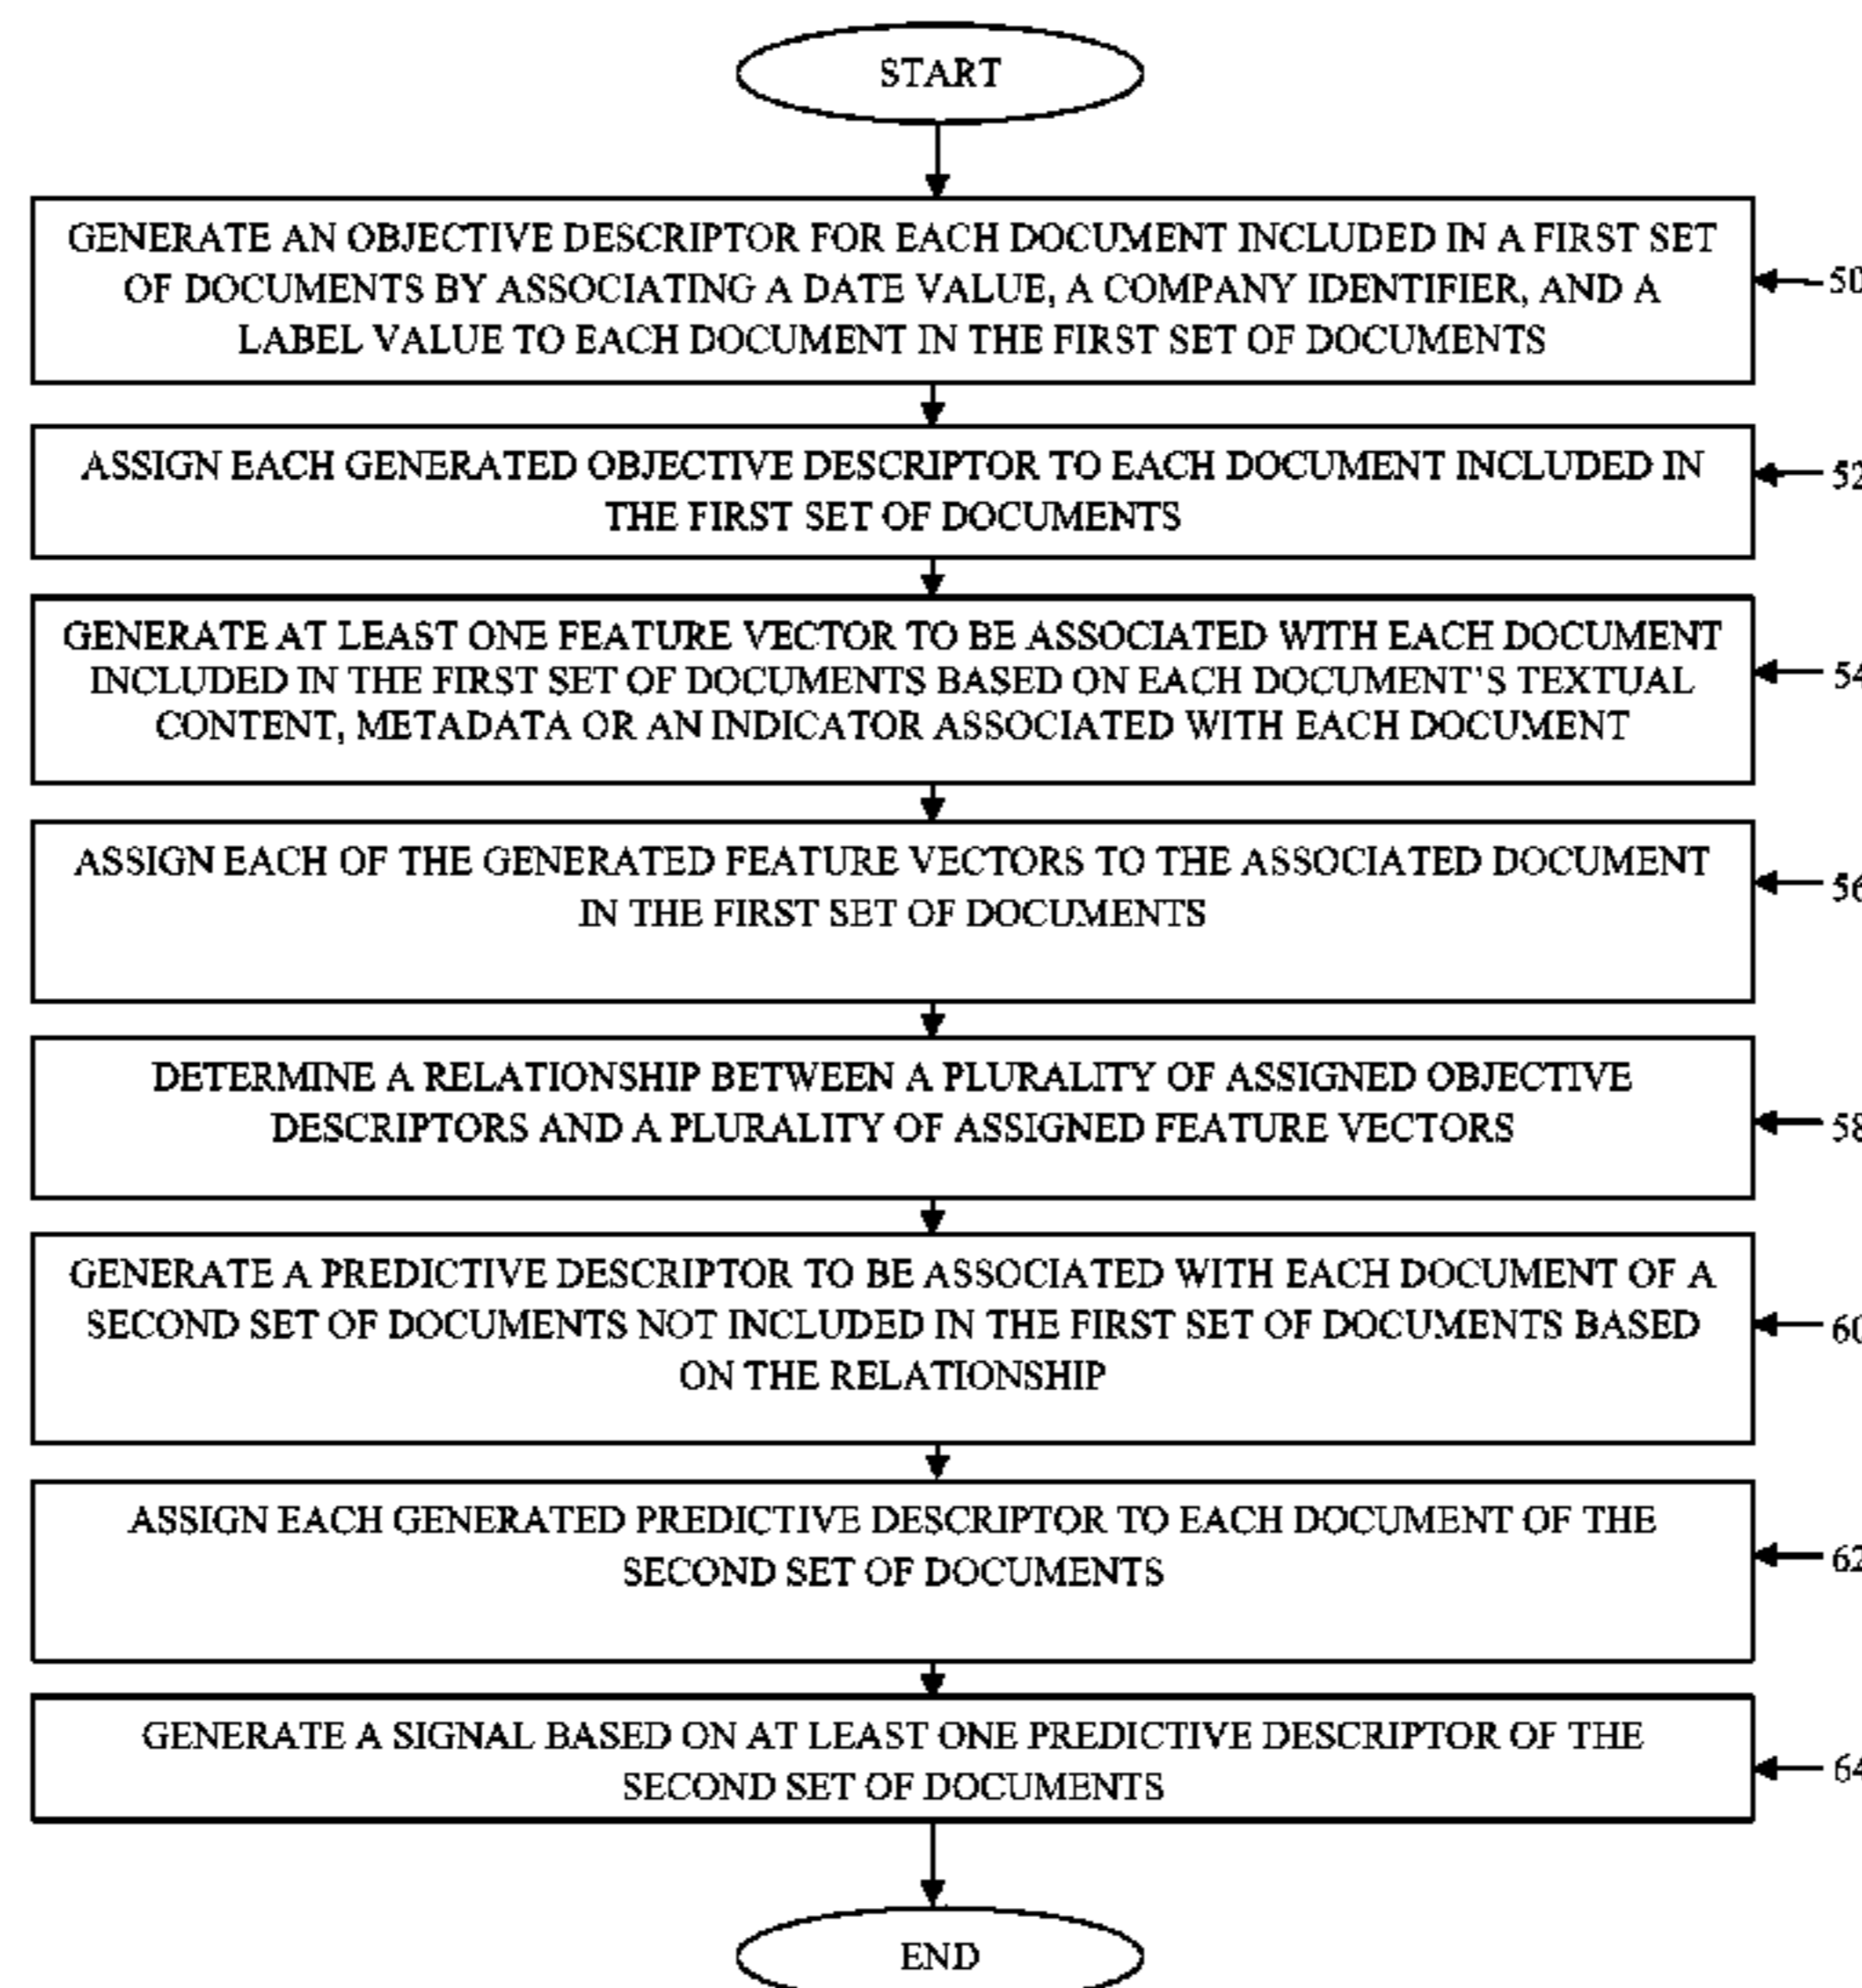 START
GENERATE AN OBJECTIVE DESCRIPTOR FOR EACH DOCUMENT INCLUDED IN A FIRST SET
OF DOCUMENTS BY ASSOCIATING A DATE VALUE, A COMPANY IDENTIFIER, AND A
LABEL VALUE TO EACH DOCUMENT IN THE FIRST SET OF DOCUMENTS
50
ASSIGN EACH GENERATED OBJECTIVE DESCRIPTOR TO EACH DOCUMENT INCLUDED IN
THE FIRST SET OF DOCUMENTS
52
GENERATE AT LEAST ONE FEATURE VECTOR TO BE ASSOCIATED WITH EACH DOCUMENT
INCLUDED IN THE FIRST SET OF DOCUMENTS BASED ON EACH DOCUMENT'S TEXTUAL
CONTENT, METADATA OR AN INDICATOR ASSOCIATED WITH EACH DOCUMENT
54
ASSIGN EACH OF THE GENERATED FEATURE VECTORS TO THE ASSOCIATED DOCUMENT
IN THE FIRST SET OF DOCUMENTS
56
DETERMINE A RELATIONSHIP BETWEEN A PLURALITY OF ASSIGNED OBJECTIVE
DESCRIPTORS AND A PLURALITY OF ASSIGNED FEATURE VECTORS
58
GENERATE A PREDICTIVE DESCRIPTOR TO BE ASSOCIATED WITH EACH DOCUMENT OF A
SECOND SET OF DOCUMENTS NOT INCLUDED IN THE FIRST SET OF DOCUMENTS BASED
ON THE RELATIONSHIP
60
ASSIGN EACH GENERATED PREDICTIVE DESCRIPTOR TO EACH DOCUMENT OF THE
SECOND SET OF DOCUMENTS
62
GENERATE A SIGNAL BASED ON AT LEAST ONE PREDICTIVE DESCRIPTOR OF THE
SECOND SET OF DOCUMENTS
64
END